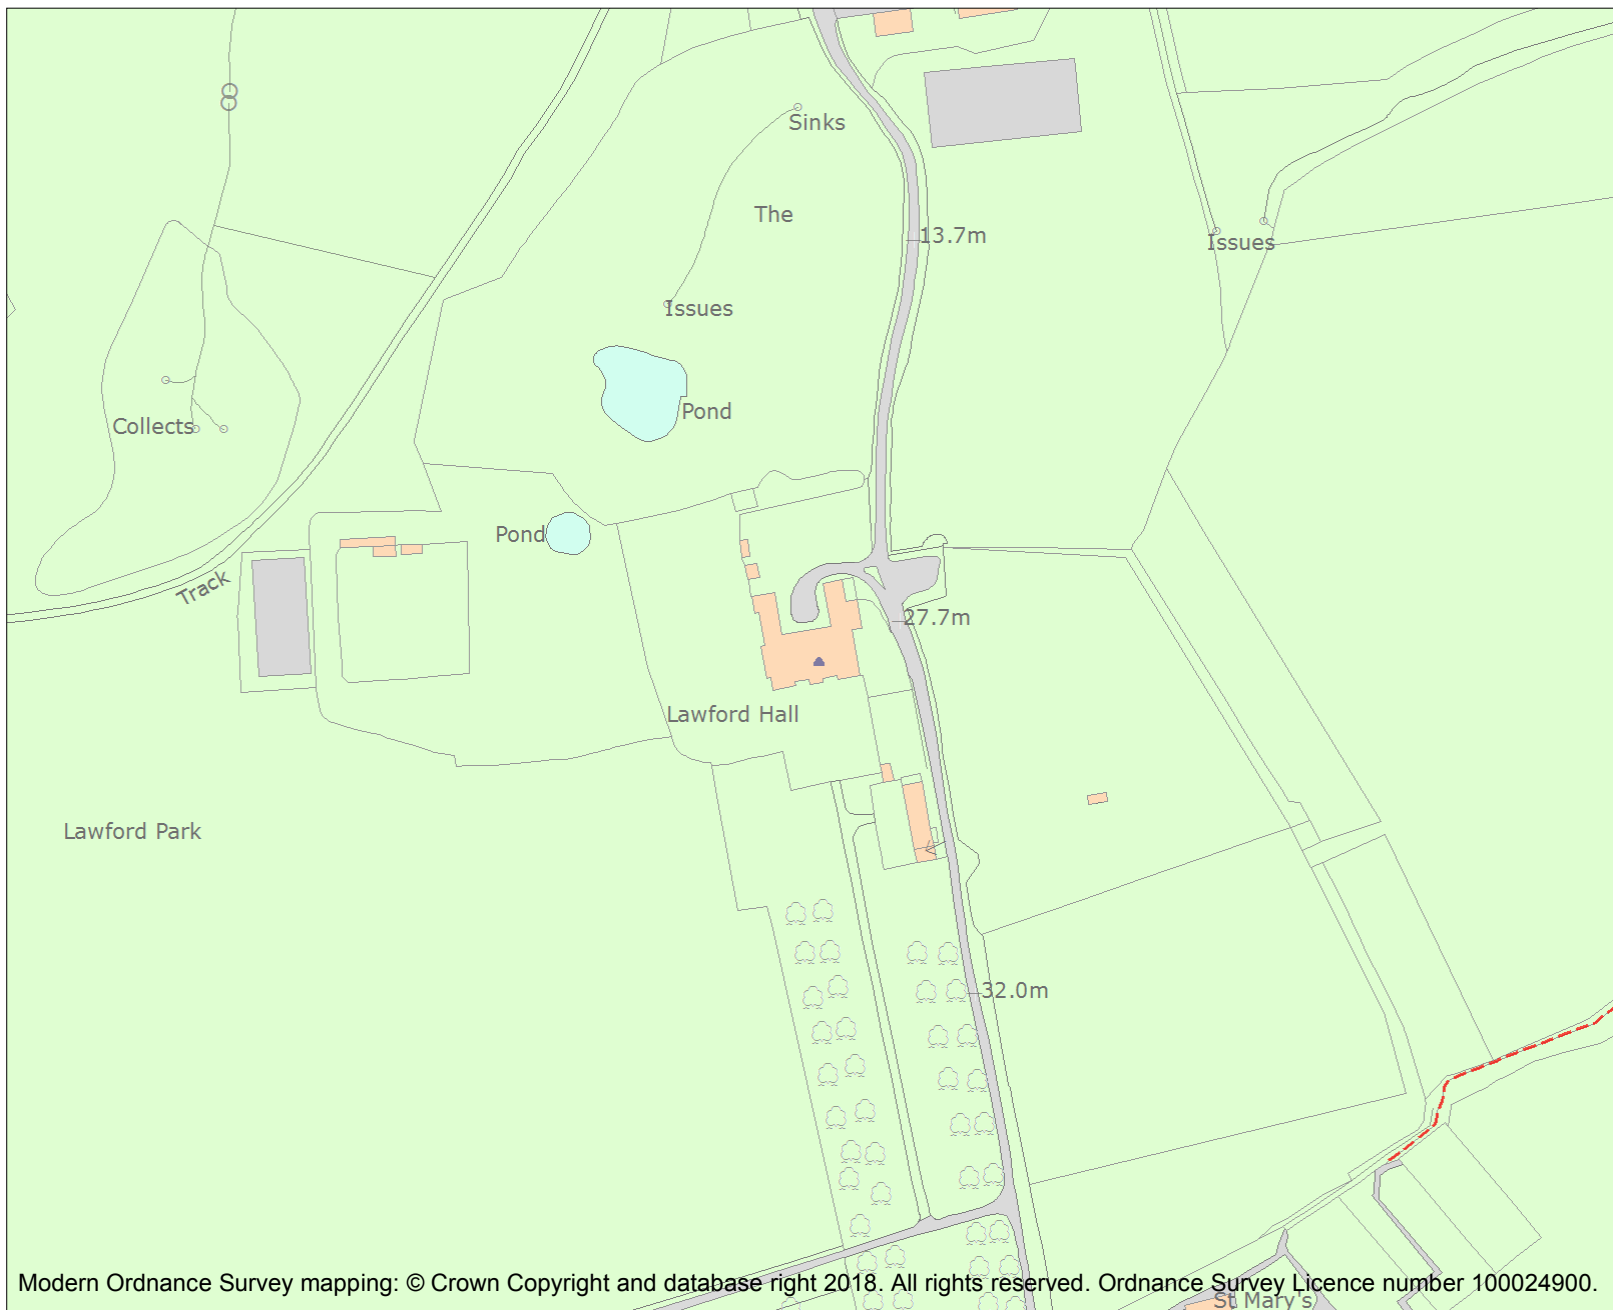 Sinks
The
13.7m
Issues
Issues
Pond
Collects
Pond
Track
27.7m
Lawford Hall
Lawford Park
32.0m
Modern Ordnance Survey mapping: © Crown Copyright and database right 2018. All rights reserved. Ordnance Survey Licence number 100024900.
St Mary's